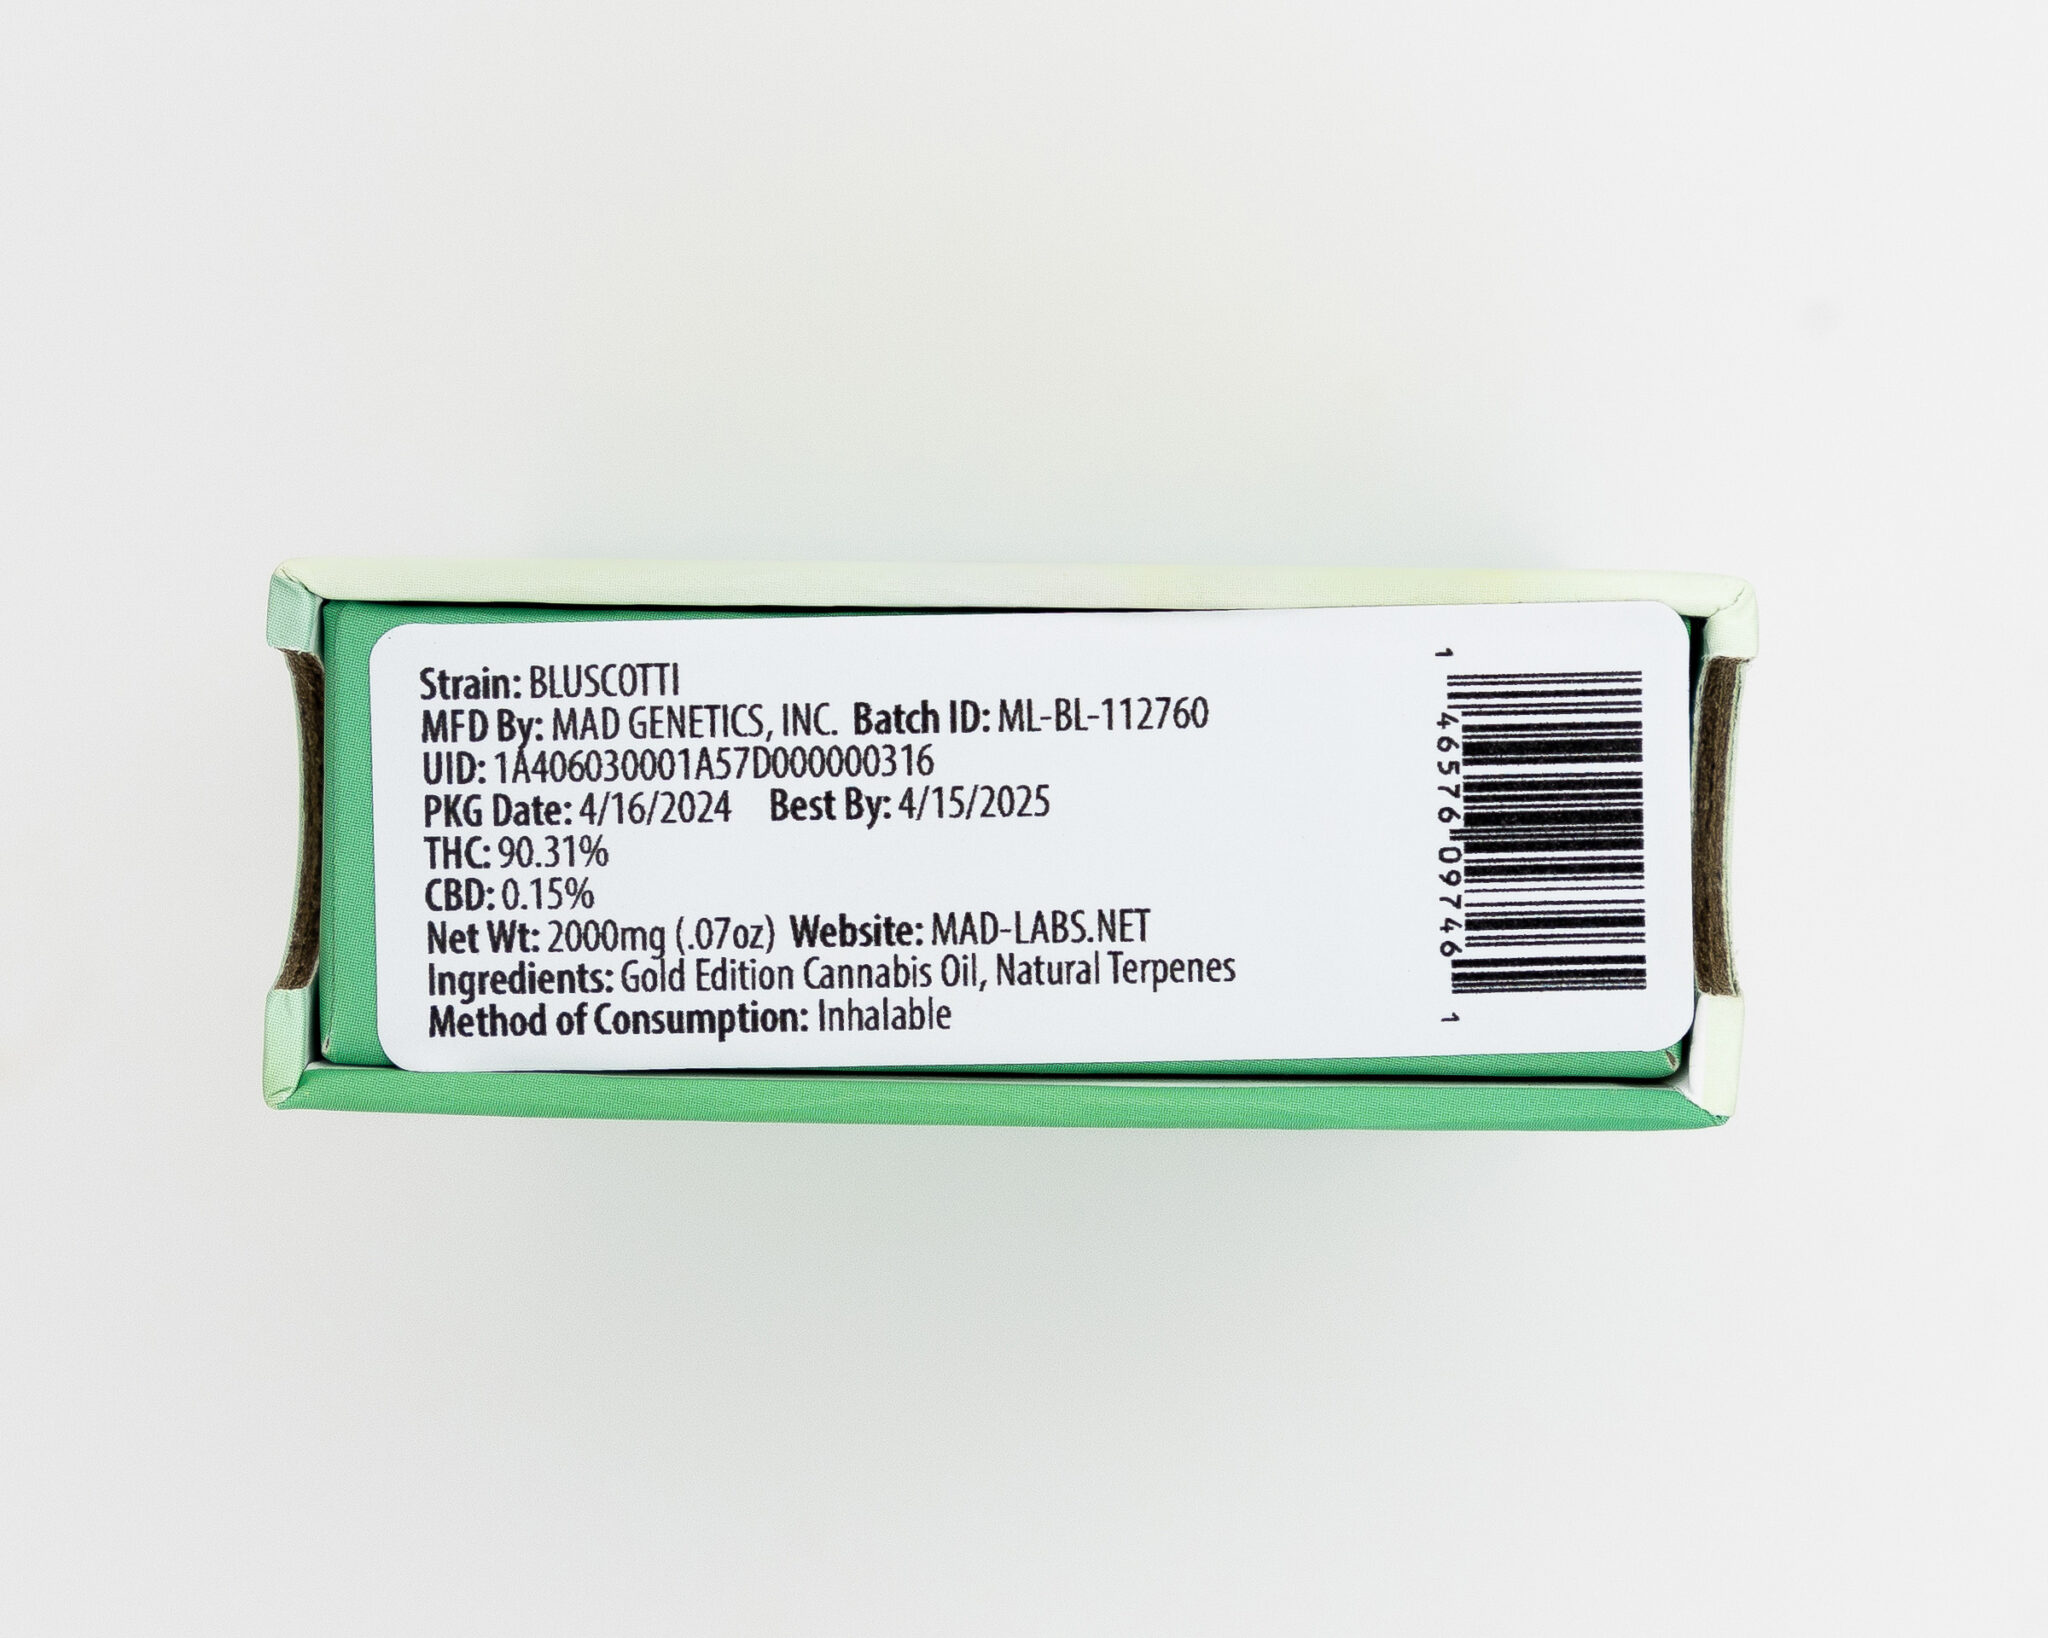 Strain: BLUSCOTTI
MFD By: MAD GENETICS, INC. Batch ID: ML-BL-112760
UID: 1A406030001A57D000000316
PKG Date: 4/16/2024 Best By: 4/15/2025
THC: 90.31%
CBD: 0.15%
Net Wt: 2000mg (.07oz) Website: MAD-LABS.NET
Ingredients: Gold Edition Cannabis Oil, Natural Terpenes
Method of Consumption: Inhalable
1 46576 09746 1